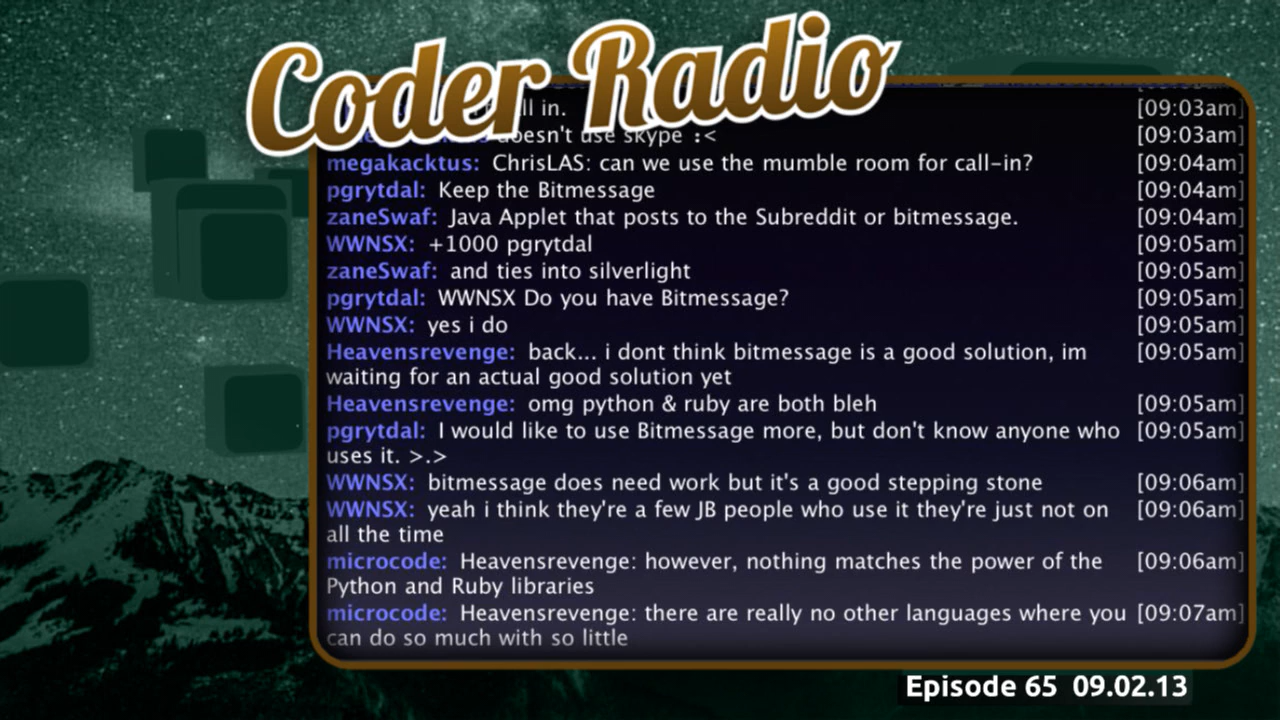 Coder Radio
ll in. [09:03am]
doesn't use skype :< [09:03am]
megakacktus: ChrisLAS: can we use the mumble room for call-in? [09:04am]
pgrytdal: Keep the Bitmessage [09:04am]
zaneSwaf: Java Applet that posts to the Subreddit or bitmessage. [09:04am]
WWNSX: +1000 pgrytdal [09:05am]
zaneSwaf: and ties into silverlight [09:05am]
pgrytdal: WWNSX Do you have Bitmessage? [09:05am]
WWNSX: yes i do [09:05am]
Heavensrevenge: back... i dont think bitmessage is a good solution, im [09:05am]
waiting for an actual good solution yet
Heavensrevenge: omg python & ruby are both bleh [09:05am]
pgrytdal: I would like to use Bitmessage more, but don't know anyone who [09:05am]
uses it. >.>
WWNSX: bitmessage does need work but it's a good stepping stone [09:06am]
WWNSX: yeah i think they're a few JB people who use it they're just not on [09:06am]
all the time
microcode: Heavensrevenge: however, nothing matches the power of the [09:06am]
Python and Ruby libraries
microcode: Heavensrevenge: there are really no other languages where you [09:07am]
can do so much with so little
Episode 65 09.02.13